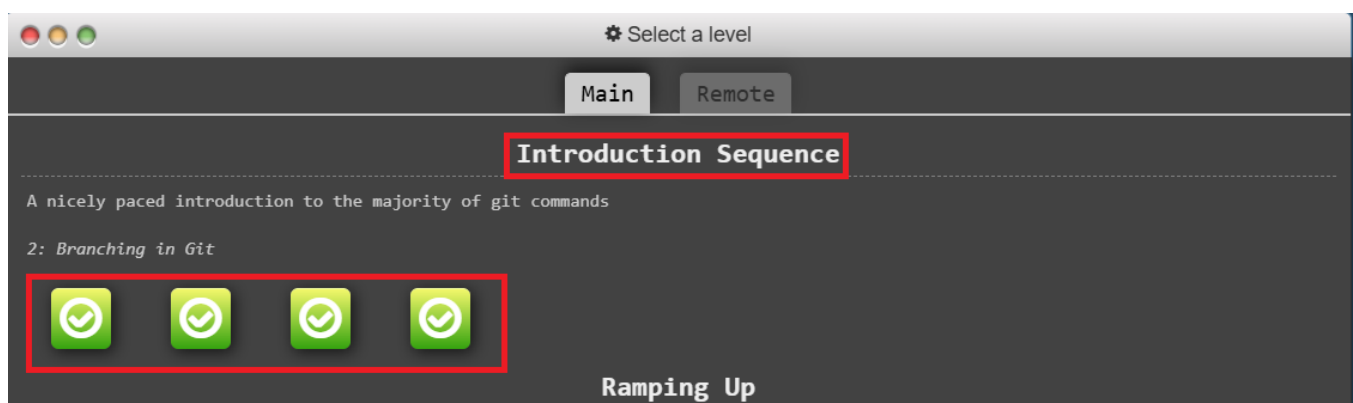 Select a level
Main Remote
Introduction Sequence
A nicely paced introduction to the majority of git commands
2: Branching in Git
Ramping Up